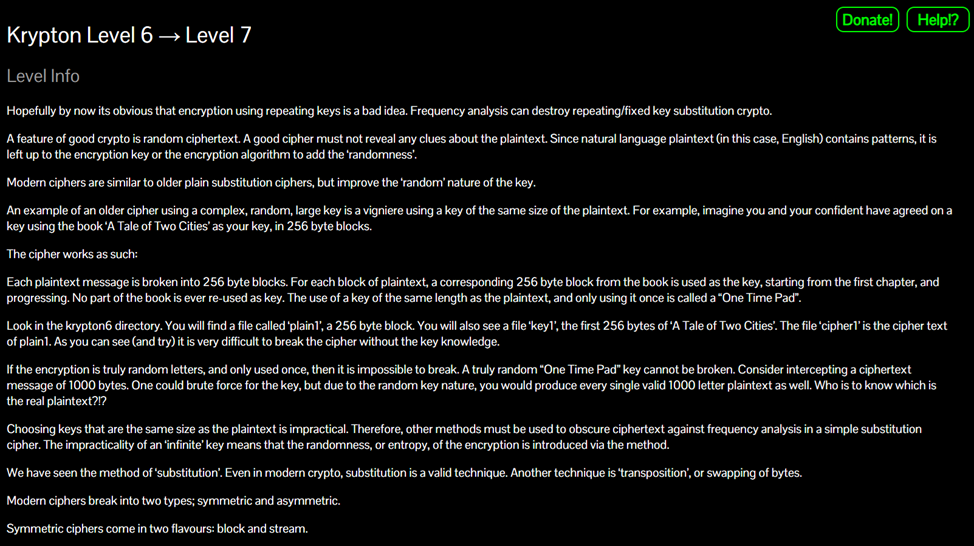 Donate!
Help!?
Krypton Level 6 → Level 7
Level Info
Hopefully by now its obvious that encryption using repeating keys is a bad idea. Frequency analysis can destroy repeating/fixed key substitution crypto.
A feature of good crypto is random ciphertext. A good cipher must not reveal any clues about the plaintext. Since natural language plaintext (in this case, English) contains patterns, it is
left up to the encryption key or the encryption algorithm to add the ‘randomness’.
Modern ciphers are similar to older plain substitution ciphers, but improve the ‘random’ nature of the key.
An example of an older cipher using a complex, random, large key is a vigniere using a key of the same size of the plaintext. For example, imagine you and your confident have agreed on a
key using the book ‘A Tale of Two Cities’ as your key, in 256 byte blocks.
The cipher works as such:
Each plaintext message is broken into 256 byte blocks. For each block of plaintext, a corresponding 256 byte block from the book is used as the key, starting from the first chapter, and
progressing. No part of the book is ever re-used as key. The use of a key of the same length as the plaintext, and only using it once is called a “One Time Pad”.
Look in the krypton6 directory. You will find a file called ‘plain1’, a 256 byte block. You will also see a file ‘key1’, the first 256 bytes of ‘A Tale of Two Cities’. The file ‘cipher1’ is the cipher text
of plain1. As you can see (and try) it is very difficult to break the cipher without the key knowledge.
If the encryption is truly random letters, and only used once, then it is impossible to break. A truly random “One Time Pad” key cannot be broken. Consider intercepting a ciphertext
message of 1000 bytes. One could brute force for the key, but due to the random key nature, you would produce every single valid 1000 letter plaintext as well. Who is to know which is
the real plaintext?!?
Choosing keys that are the same size as the plaintext is impractical. Therefore, other methods must be used to obscure ciphertext against frequency analysis in a simple substitution
cipher. The impracticality of an ‘infinite’ key means that the randomness, or entropy, of the encryption is introduced via the method.
We have seen the method of ‘substitution’. Even in modern crypto, substitution is a valid technique. Another technique is ‘transposition’, or swapping of bytes.
Modern ciphers break into two types; symmetric and asymmetric.
Symmetric ciphers come in two flavours: block and stream.